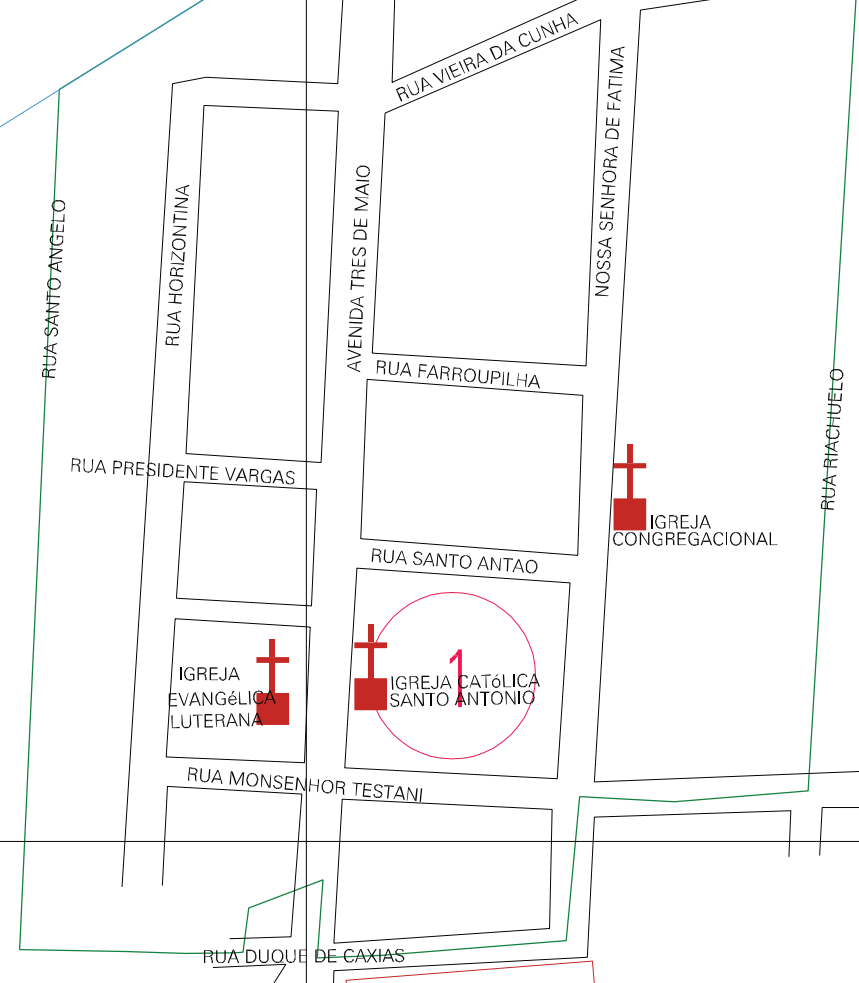 RUA VIEIRA DA CUNHA
NOSSA SENHORA DE FATIMA
AVENIDA TRES DE MAIO
RUA HORIZONTINA
RUA SANTO ANGELO
RUA FARROUPILHA
RUA RIACHUELO
RUA PRESIDENTE VARGAS
IGREJA
CONGREGACIONAL
RUA SANTO ANTAO
1
IGREJA CATóLICA
SANTO ANTONIO
IGREJA
EVANGéLICA
LUTERANA
RUA MONSENHOR TESTANI
RUA DUQUE DE CAXIAS